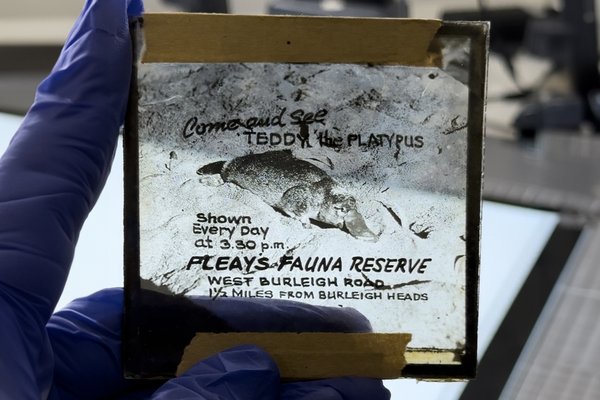 Come and See
TEDDY the PLATYPUS
Shown
Every Day
at 3.30 p.m.
FLEAYS FAUNA RESERVE
WEST BURLEIGH ROAD
1½ MILES FROM BURLEIGH HEADS